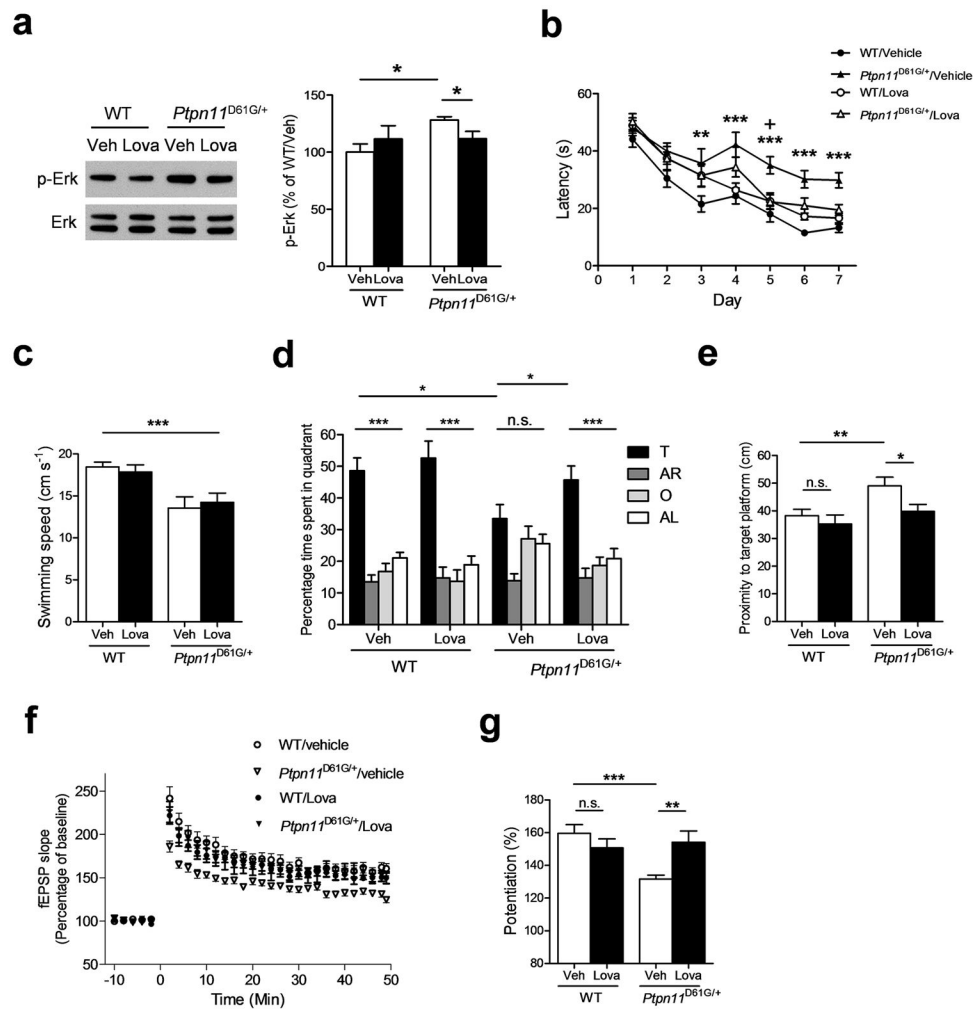 a
WT
Ptpn11D61G/+
Veh Lova Veh Lova
p-Erk
Erk
*
*
p-Erk (% of WT/Veh)
150
100
50
0
Veh Lova
Veh Lova
WT
Ptpn11D61G/+
b
WT/Vehicle
Ptpn11D61G/+/Vehicle
WT/Lova
Ptpn11D61G/+/Lova
Latency (s)
60
40
20
0
+
** *** *** *** ***
0 1 2 3 4 5 6 7
Day
c
***
Swimming speed (cm s-1)
20
15
10
5
0
Veh Lova Veh Lova
WT
Ptpn11D61G/+
d
*
*
*** *** n.s. ***
Percentage time spent in quadrant
60
50
40
30
20
10
0
T
AR
O
AL
Veh Lova Veh Lova
WT
Ptpn11D61G/+
e
**
n.s.
*
Proximity to target platform (cm)
60
50
40
30
20
10
0
Veh Lova Veh Lova
WT
Ptpn11D61G/+
f
WT/vehicle
Ptpn11D61G/+/vehicle
WT/Lova
Ptpn11D61G/+/Lova
fEPSP slope
(Percentage of baseline)
250
200
150
100
50
-10 0 10 20 30 40 50
Time (Min)
g
***
n.s.
**
Potentiation (%)
180
160
140
120
100
80
Veh Lova Veh Lova
WT
Ptpn11D61G/+